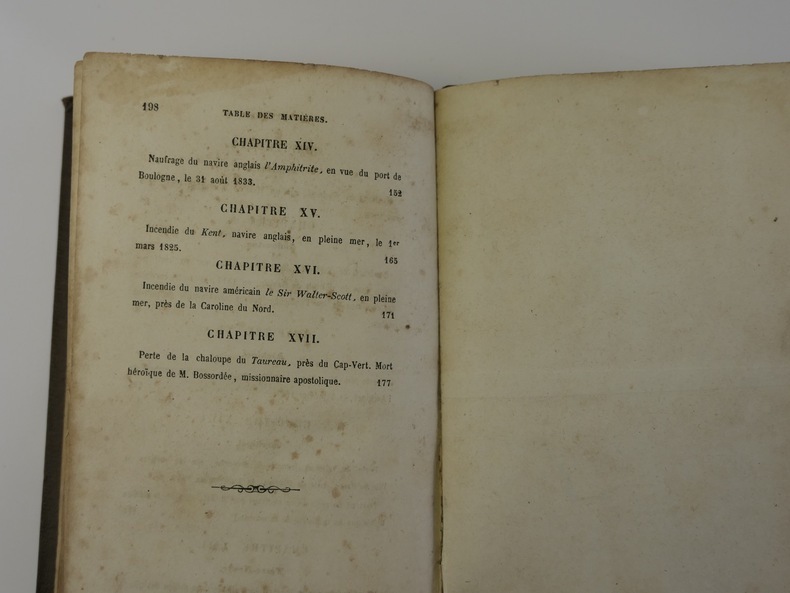 198
TABLE DES MATIÈRES.
CHAPITRE XIV.
Naufrage du navire anglais l'Amphitrite, en vue du port de
Boulogne, le 31 août 1833. 152
CHAPITRE XV.
Incendie du Kent, navire anglais, en pleine mer, le 1er
mars 1825. 165
CHAPITRE XVI.
Incendie du navire américain le Sir Walter-Scott, en pleine
mer, près de la Caroline du Nord. 171
CHAPITRE XVII.
Perte de la chaloupe du Taureau, près du Cap-Vert. Mort
héroïque de M. Bossordée, missionnaire apostolique. 177